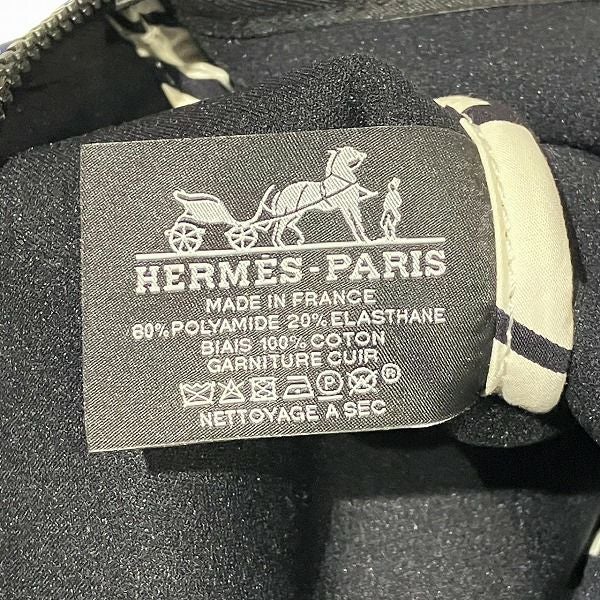 HERMÈS-PARIS
MADE IN FRANCE
80% POLYAMIDE 20% ELASTHANE
BIAIS 100% COTON
GARNITURE CUIR
P ®
NETTOYAGE A SEC